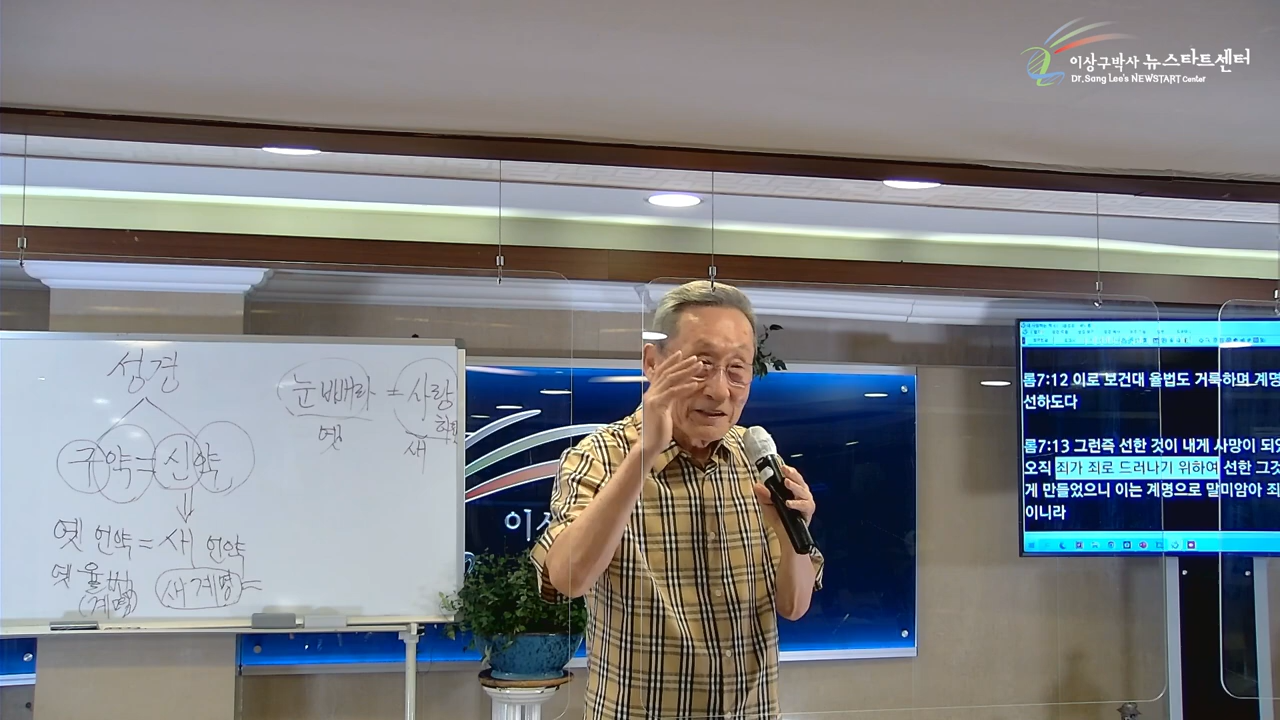 이상구박사 뉴스타트센터
Dr. Sang Lee's NEWSTART Center
성경
구약 = 신약
옛 언약 = 새 언약
옛 율법 새계명 =
(계명)
눈빼라 = 사랑
옛 새
이상
롬7:12 이로 보건대 율법도 거룩하며 계명
선하도다
롬7:13 그런즉 선한 것이 내게 사망이 되었
오직 죄가 죄로 드러나기 위하여 선한 그것
게 만들었으니 이는 계명으로 말미암아 죄
이니라